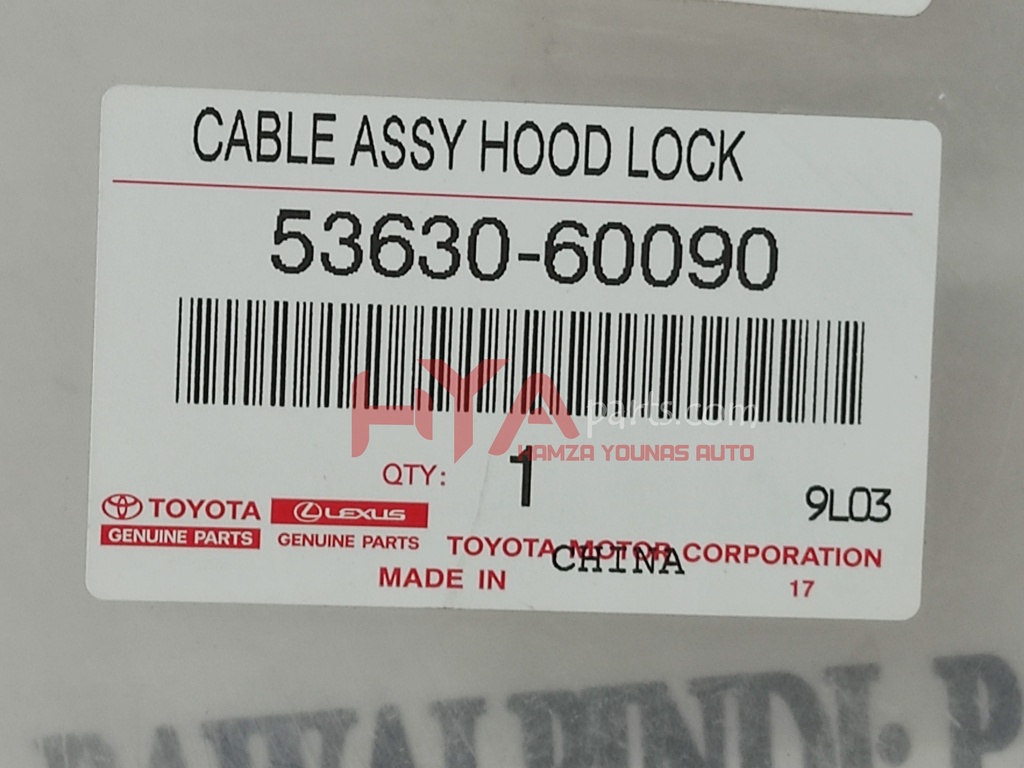 CABLE ASSY HOOD LOCK
53630-60090
HYA parts.com
HAMZA YOUNAS AUTO
QTY: 1
9L03
TOYOTA LEXUS
GENUINE PARTS GENUINE PARTS
TOYOTA MOTOR CORPORATION
MADE IN CHINA
17
RAWALPINDI. P